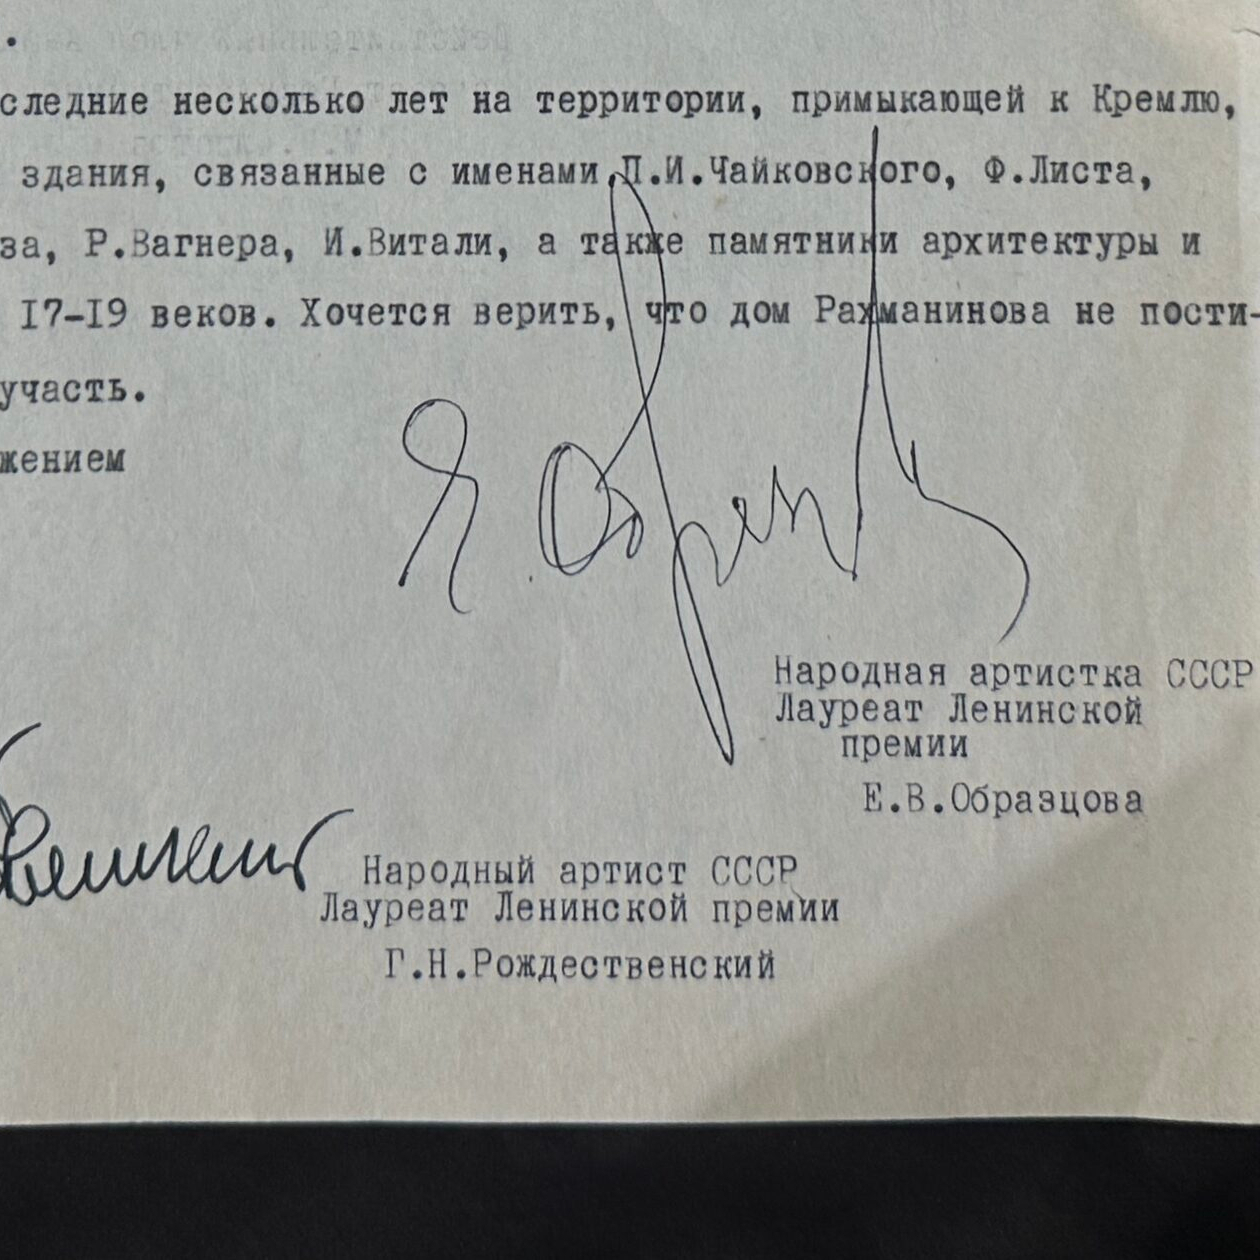 следние несколько лет на территории, примыкающей к Кремлю,
здания, связанные с именами П.И.Чайковского, Ф.Листа,
за, Р.Вагнера, И.Витали, а также памятники архитектуры и
17-19 веков. Хочется верить, что дом Рахманинова не пости-
участь.
жением
Народная артистка СССР
Лауреат Ленинской
премии
Е.В.Образцова
Народный артист СССР
Лауреат Ленинской премии
Г.Н.Рождественский